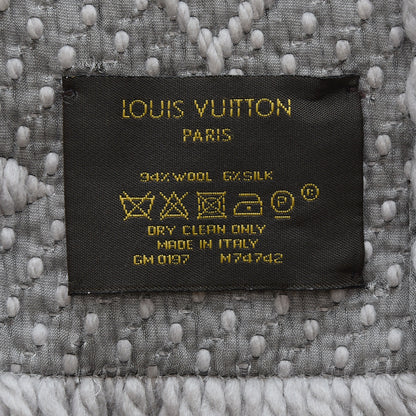 LOUIS VUITTON
PARIS
94% WOOL 6% SILK
P ©
DRY CLEAN ONLY
MADE IN ITALY
GM 0197 M74742